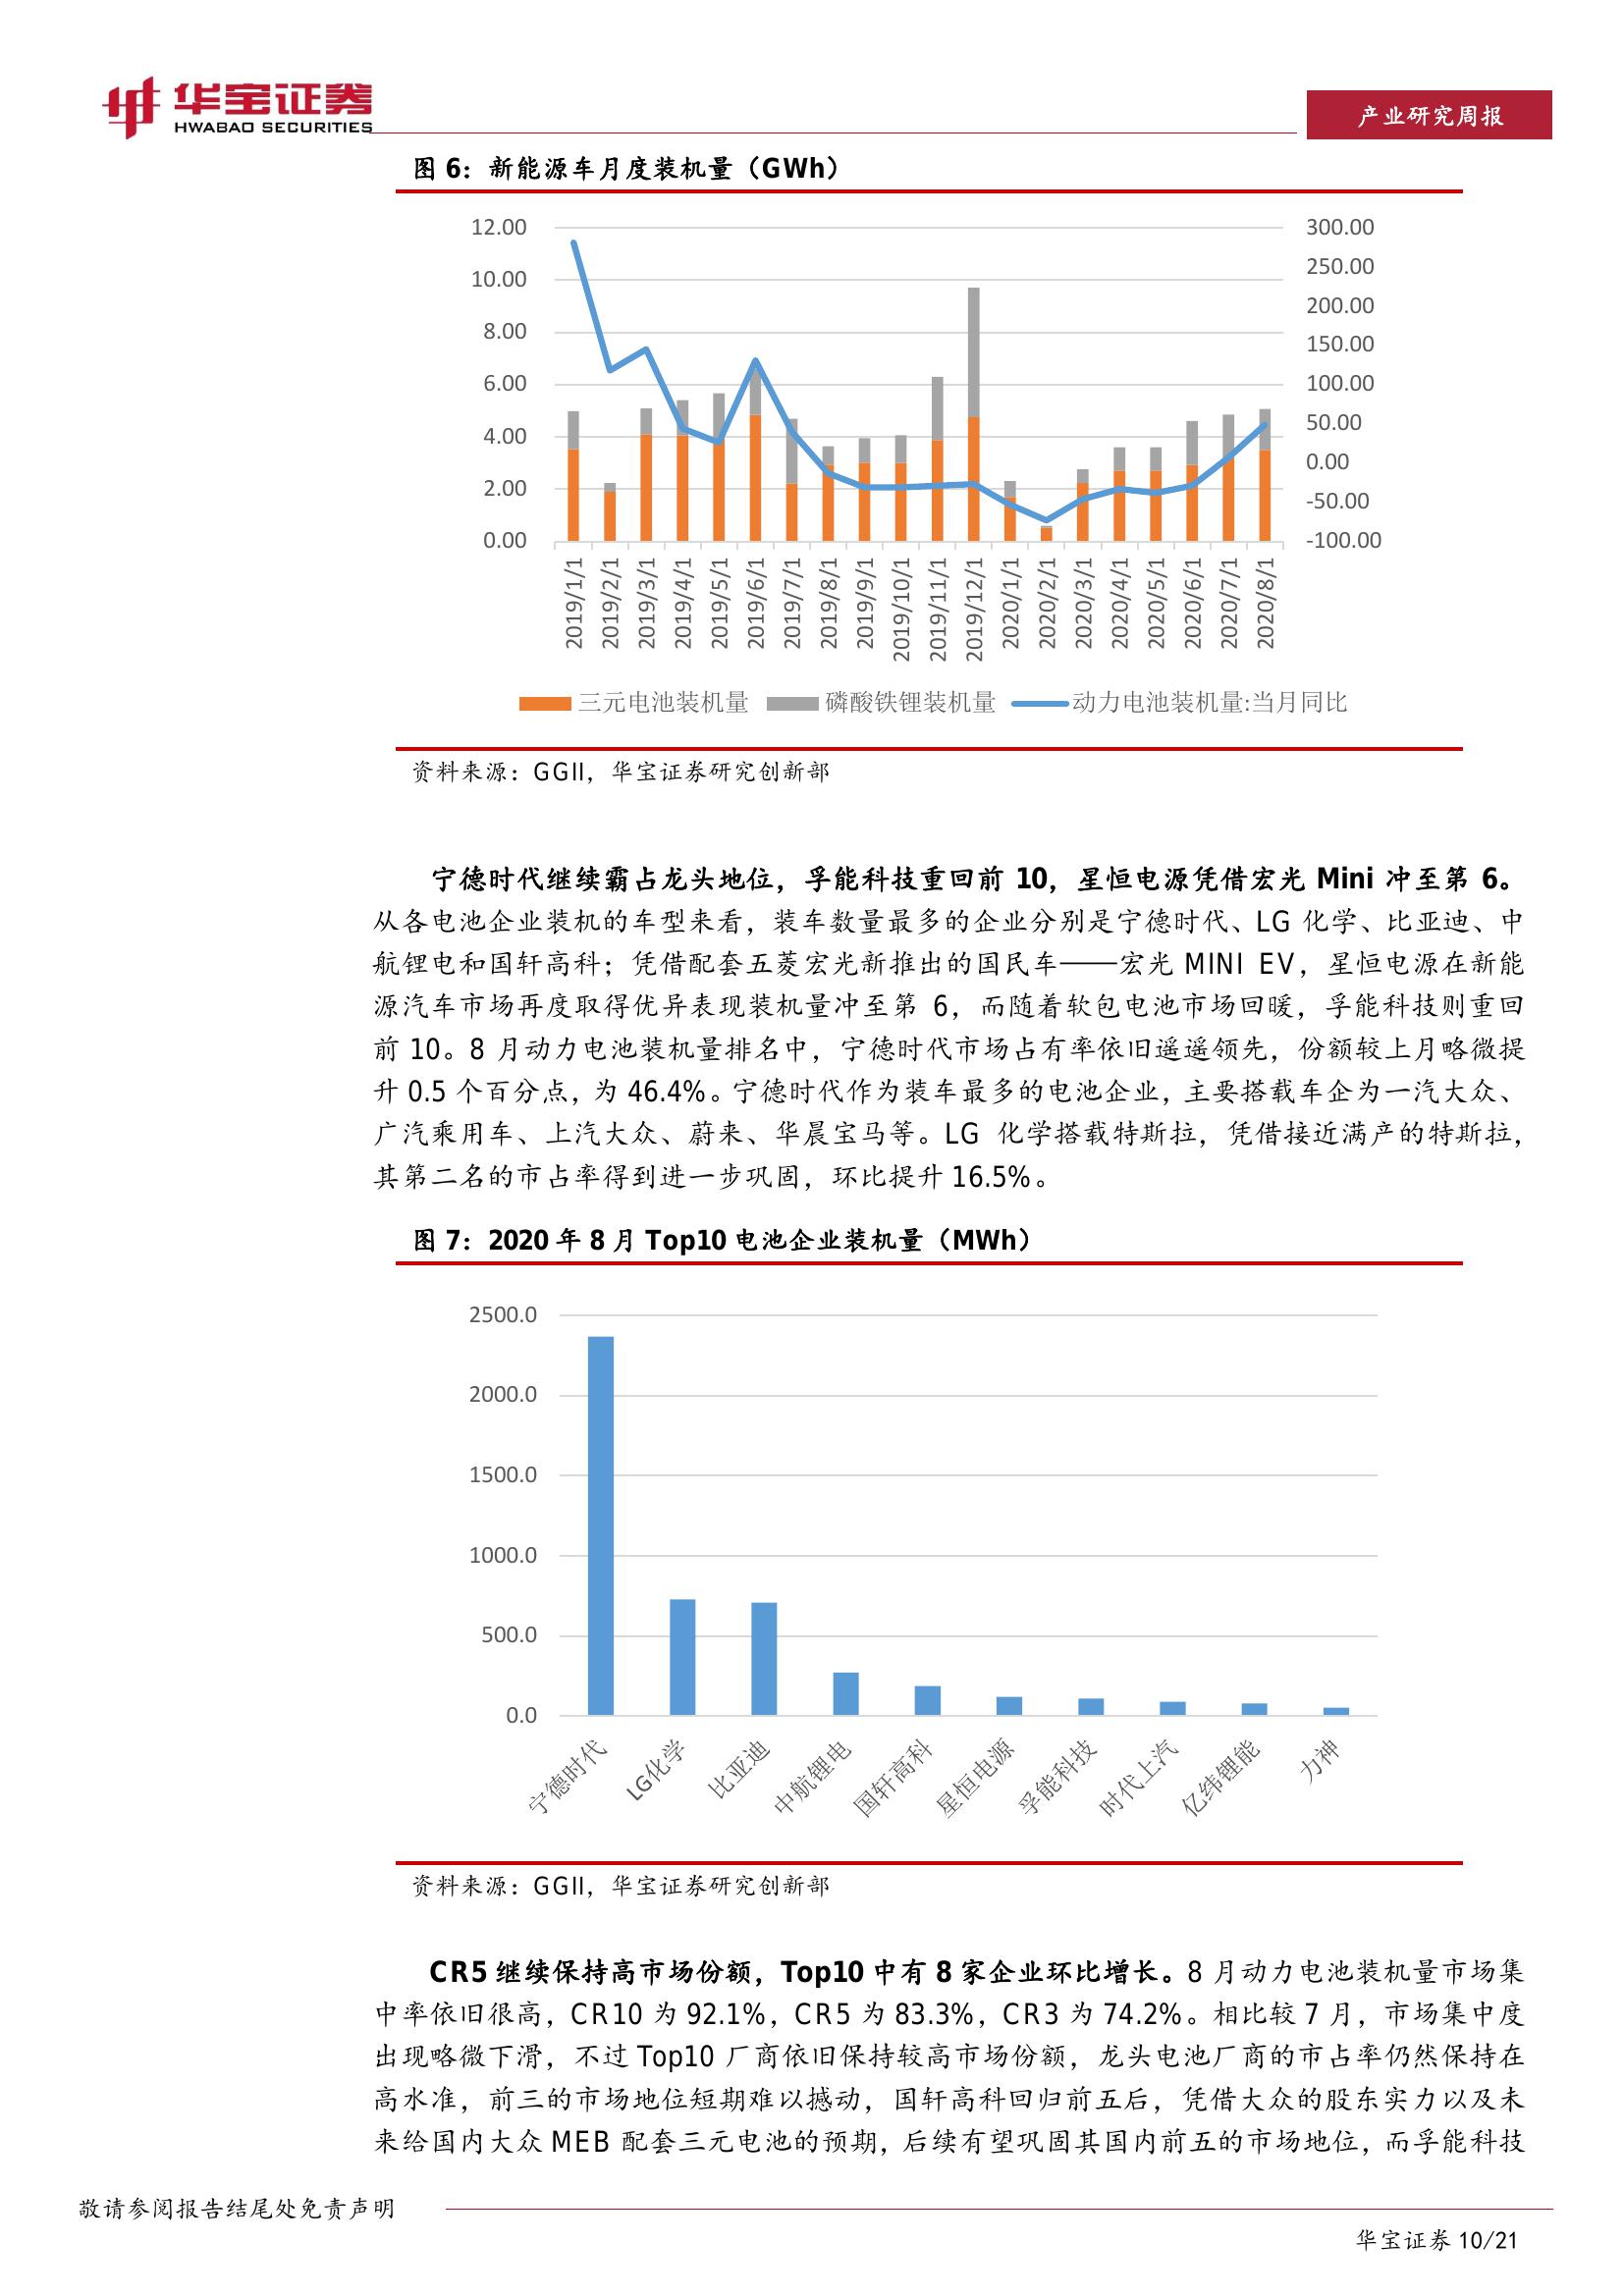 华宝证券
HWABAO SECURITIES
产业研究周报
图 6：新能源车月度装机量（GWh）
12.00
10.00
8.00
6.00
4.00
2.00
0.00
300.00
250.00
200.00
150.00
100.00
50.00
0.00
-50.00
-100.00
2019/1/1
2019/2/1
2019/3/1
2019/4/1
2019/5/1
2019/6/1
2019/7/1
2019/8/1
2019/9/1
2019/10/1
2019/11/1
2019/12/1
2020/1/1
2020/2/1
2020/3/1
2020/4/1
2020/5/1
2020/6/1
2020/7/1
2020/8/1
三元电池装机量 磷酸铁锂装机量 动力电池装机量:当月同比
资料来源：GGII，华宝证券研究创新部
宁德时代继续霸占龙头地位，孚能科技重回前 10，星恒电源凭借宏光 Mini 冲至第 6。
从各电池企业装机的车型来看，装车数量最多的企业分别是宁德时代、LG 化学、比亚迪、中
航锂电和国轩高科；凭借配套五菱宏光新推出的国民车——宏光 MINI EV，星恒电源在新能
源汽车市场再度取得优异表现装机量冲至第 6，而随着软包电池市场回暖，孚能科技则重回
前 10。8 月动力电池装机量排名中，宁德时代市场占有率依旧遥遥领先，份额较上月略微提
升 0.5 个百分点，为 46.4%。宁德时代作为装车最多的电池企业，主要搭载车企为一汽大众、
广汽乘用车、上汽大众、蔚来、华晨宝马等。LG 化学搭载特斯拉，凭借接近满产的特斯拉，
其第二名的市占率得到进一步巩固，环比提升 16.5%。
图 7：2020 年 8 月 Top10 电池企业装机量（MWh）
2500.0
2000.0
1500.0
1000.0
500.0
0.0
宁德时代
LG化学
比亚迪
中航锂电
国轩高科
星恒电源
孚能科技
时代上汽
亿纬锂能
力神
资料来源：GGII，华宝证券研究创新部
CR5 继续保持高市场份额，Top10 中有 8 家企业环比增长。8 月动力电池装机量市场集
中率依旧很高，CR10 为 92.1%，CR5 为 83.3%，CR3 为 74.2%。相比较 7 月，市场集中度
出现略微下滑，不过 Top10 厂商依旧保持较高市场份额，龙头电池厂商的市占率仍然保持在
高水准，前三的市场地位短期难以撼动，国轩高科回归前五后，凭借大众的股东实力以及未
来给国内大众 MEB 配套三元电池的预期，后续有望巩固其国内前五的市场地位，而孚能科技
敬请参阅报告结尾处免责声明
华宝证券 10/21